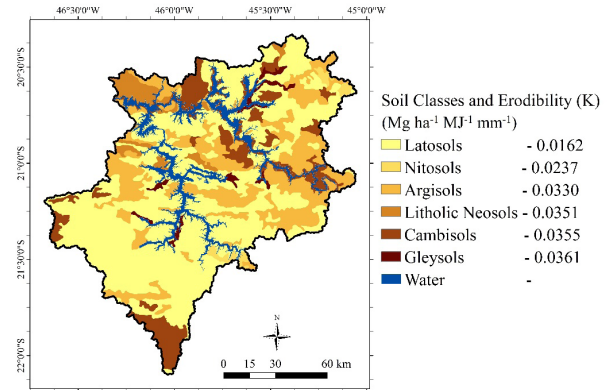 46°30'0"W 46°0'0"W 45°30'0"W 45°0'0"W
20°30'0"S
21°0'0"S
21°30'0"S
22°0'0"S
Soil Classes and Erodibility (K)
(Mg ha⁻¹ MJ⁻¹ mm⁻¹)
Latosols - 0.0162
Nitosols - 0.0237
Argisols - 0.0330
Litholic Neosols - 0.0351
Cambisols - 0.0355
Gleysols - 0.0361
Water -
N
0 15 30 60 km